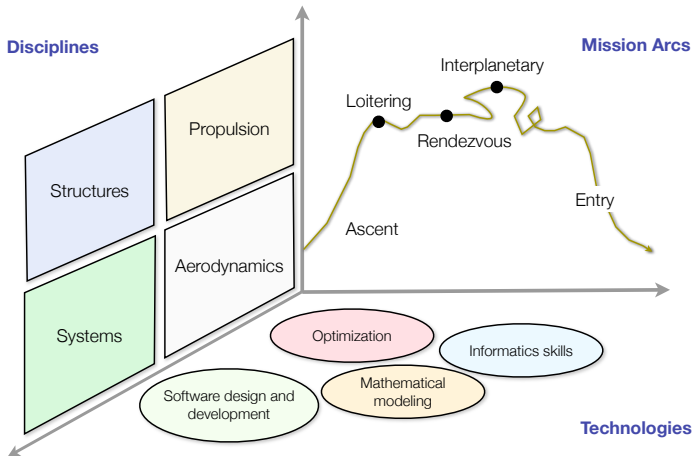 Disciplines
Mission Arcs
Interplanetary
Loitering
Propulsion
Rendezvous
Structures
Entry
Ascent
Aerodynamics
Systems
Optimization
Informatics skills
Mathematical
modeling
Software design and
development
Technologies